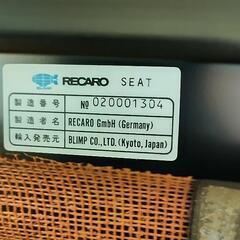 RECARO SEAT
製造番号 № 020001304
製造者名 RECARO GmbH (Germany)
輸入発売元 BLIMP CO.,LTD.(Kyoto, Japan)